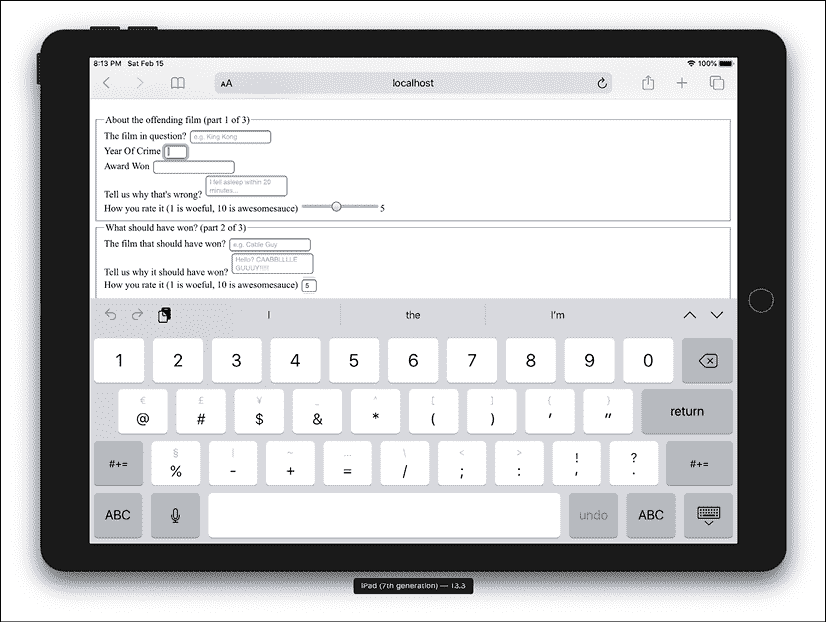 8:13 PM Sat Feb 15 100%
AA localhost
About the offending film (part 1 of 3)
The film in question? e.g. King Kong
Year Of Crime
Award Won
I fell asleep within 20
minutes...
Tell us why that's wrong?
How you rate it (1 is woeful, 10 is awesomesauce) 5
What should have won? (part 2 of 3)
The film that should have won? e.g. Cable Guy
Hello? CAABBLLLLE
GUUUY!!!!!
Tell us why it should have won?
How you rate it (1 is woeful, 10 is awesomesauce) 5
I the I'm
1 2 3 4 5 6 7 8 9 0
€ £ ¥ _ ^ [ ] { }
@ # $ & * ( ) ' "
return
§ | ~ … \ < > ! ?
#+= % - + = / ; : , . #+=
ABC undo ABC
iPad (7th generation) — 13.3